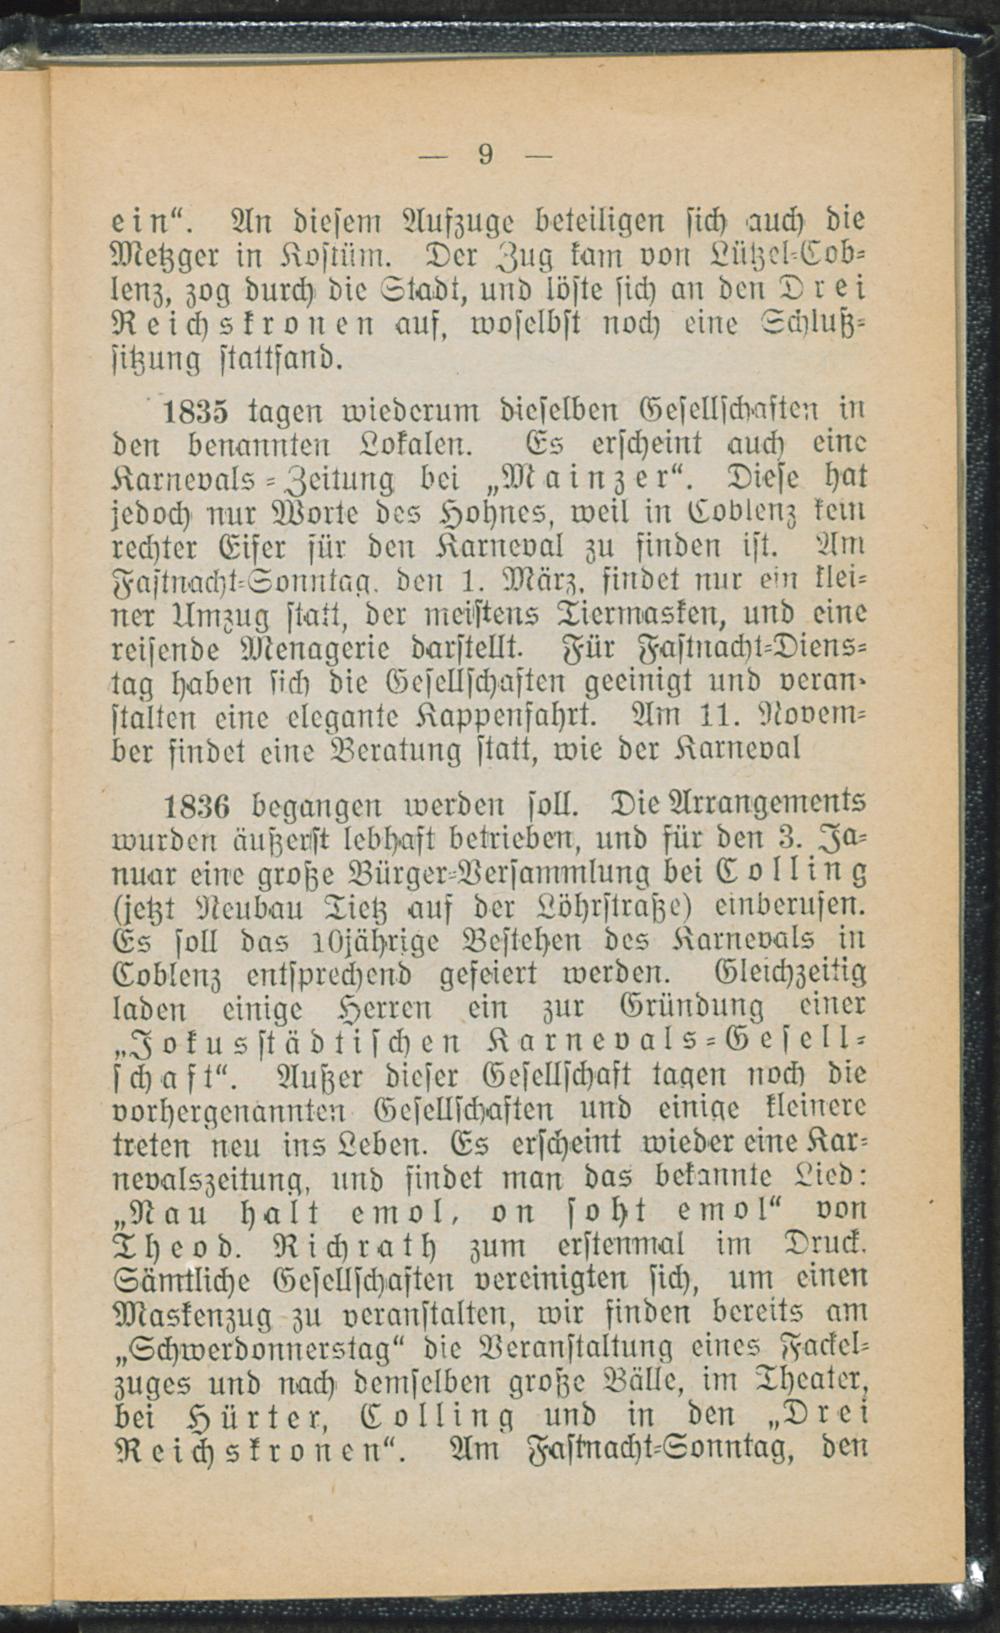 — 9 —
ein“. An diesem Aufzuge beteiligen sich auch die
Metzger in Kostüm. Der Zug kam von Lützel-Cob-
lenz, zog durch die Stadt, und löste sich an den Drei
Reichskronen auf, woselbst noch eine Schluß-
sitzung stattfand.
1835 tagen wiederum dieselben Gesellschaften in
den benannten Lokalen. Es erscheint auch eine
Karnevals-Zeitung bei „Mainzer“. Diese hat
jedoch nur Worte des Hohnes, weil in Coblenz kein
rechter Eifer für den Karneval zu finden ist. Am
Fastnacht-Sonntag, den 1. März, findet nur ein klei-
ner Umzug statt, der meistens Tiermasken, und eine
reisende Menagerie darstellt. Für Fastnacht-Diens-
tag haben sich die Gesellschaften geeinigt und veran-
stalten eine elegante Kappenfahrt. Am 11. Novem-
ber findet eine Beratung statt, wie der Karneval
1836 begangen werden soll. Die Arrangements
wurden äußerst lebhaft betrieben, und für den 3. Ja-
nuar eine große Bürger-Versammlung bei Colling
(jetzt Neubau Tietz auf der Löhrstraße) einberufen.
Es soll das 10jährige Bestehen des Karnevals in
Coblenz entsprechend gefeiert werden. Gleichzeitig
laden einige Herren ein zur Gründung einer
„Jokusstädtischen Karnevals-Gesell-
schaft“. Außer dieser Gesellschaft tagen noch die
vorhergenannten Gesellschaften und einige kleinere
treten neu ins Leben. Es erscheint wieder eine Kar-
nevalszeitung, und findet man das bekannte Lied:
„Nau halt emol, on soht emol“ von
Theod. Richrath zum erstenmal im Druck.
Sämtliche Gesellschaften vereinigten sich, um einen
Maskenzug zu veranstalten, wir finden bereits am
„Schwerdonnerstag“ die Veranstaltung eines Fackel-
zuges und nach demselben große Bälle, im Theater,
bei Hürter, Colling und in den „Drei
Reichskronen“. Am Fastnacht-Sonntag, den